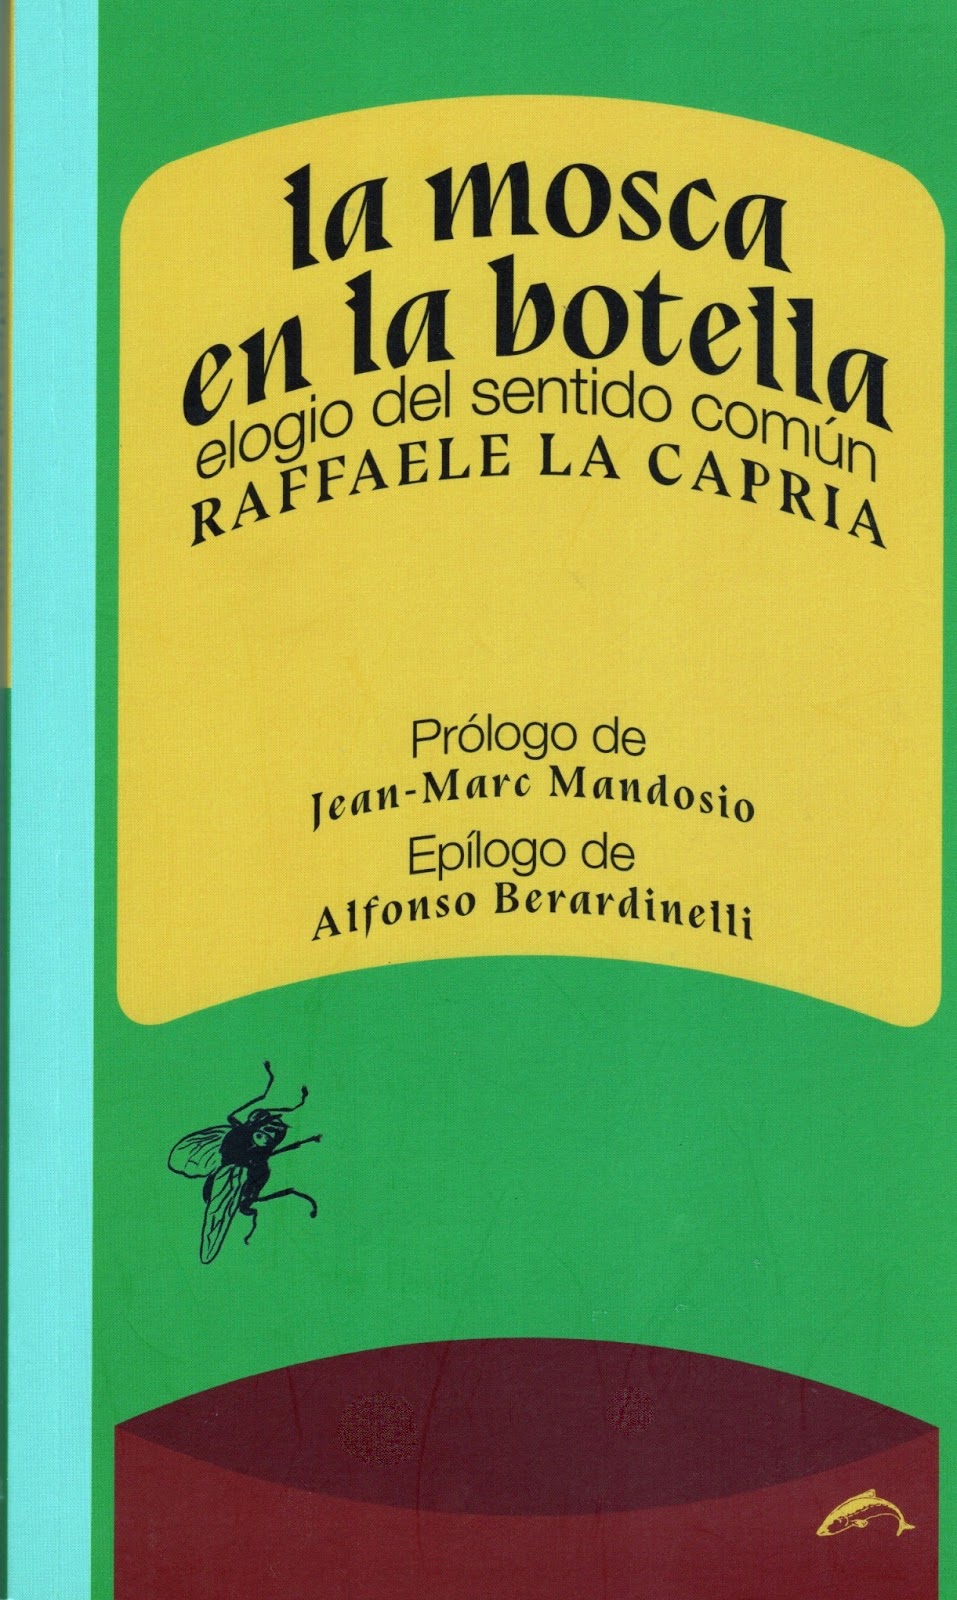 la mosca
en la botella
elogio del sentido común
RAFFAELE LA CAPRIA
Prólogo de
Jean-Marc Mandosio
Epílogo de
Alfonso Berardinelli